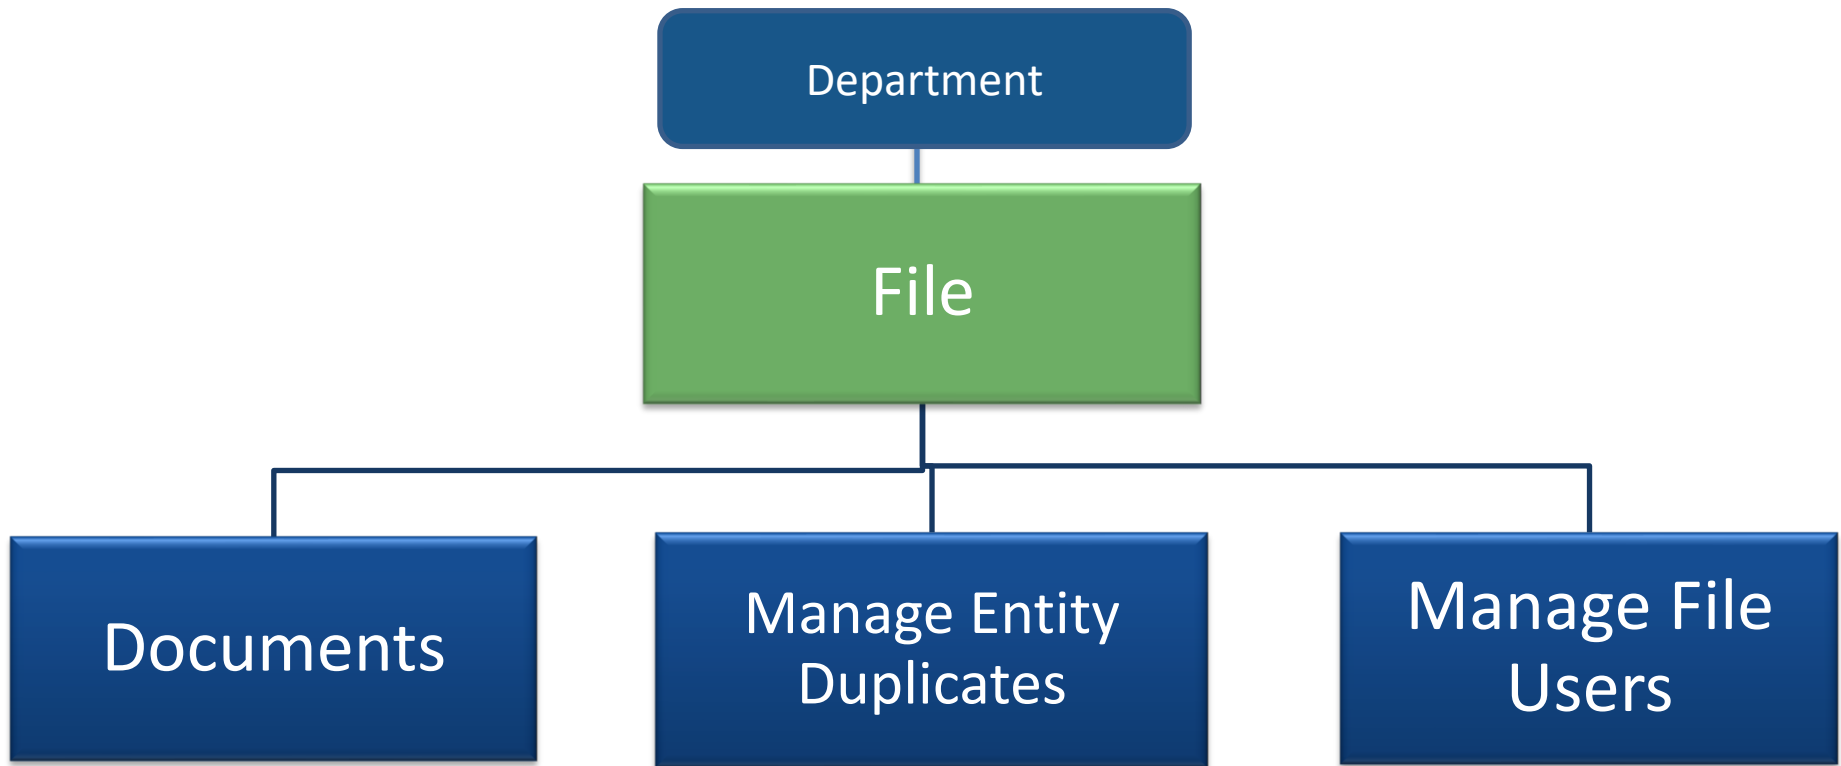 Department
File
Documents
Manage Entity
Duplicates
Manage File
Users